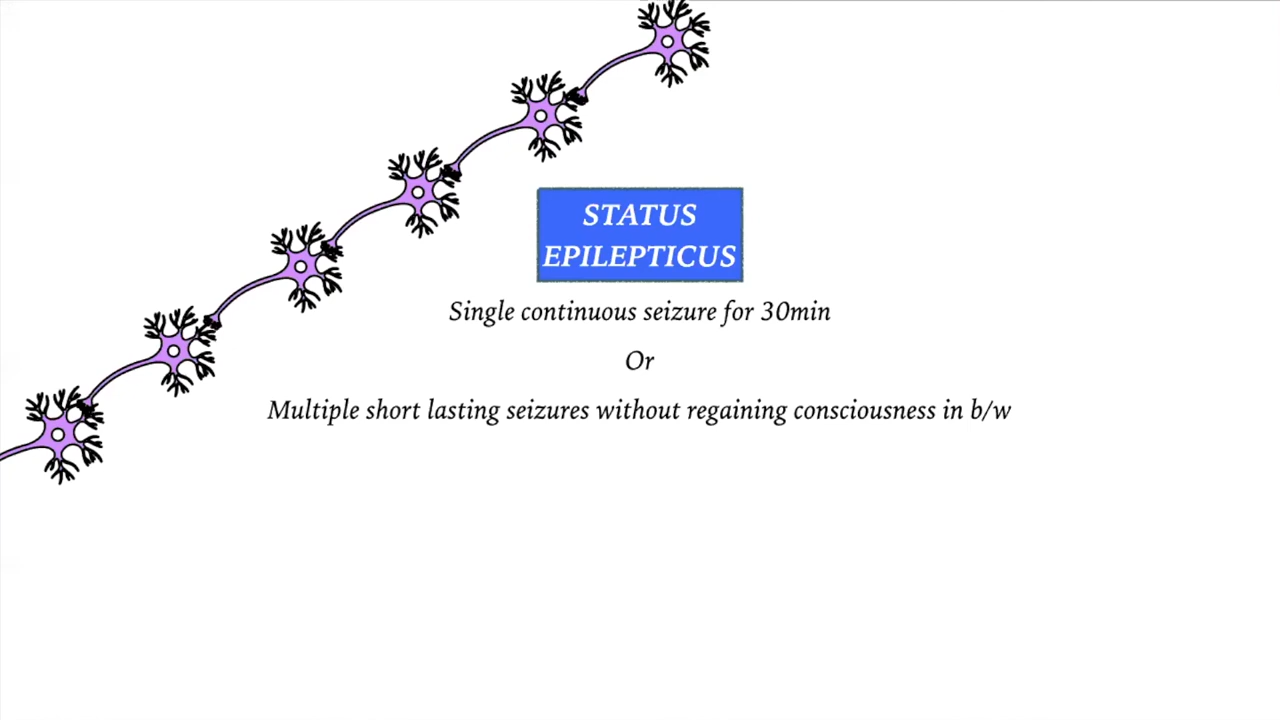 STATUS
EPILEPTICUS
Single continuous seizure for 30min
Or
Multiple short lasting seizures without regaining consciousness in b/w